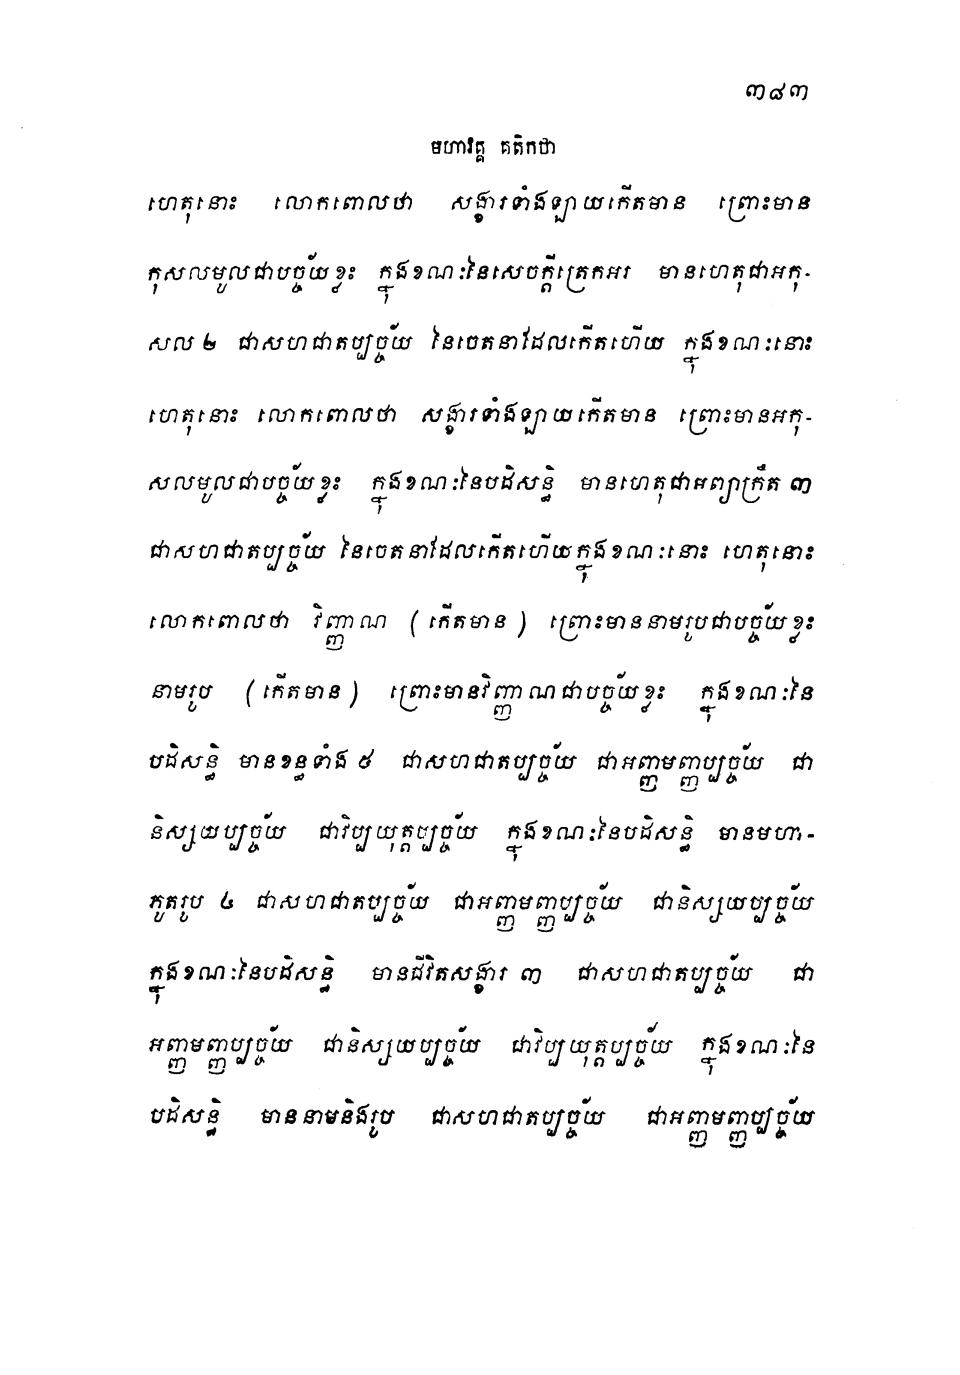 ៣៨៣
មហាវគ្គ គតិកថា
ហេតុនោះ លោកពោលថា សង្ខារទាំងឡាយកើតមាន ព្រោះមាន
កុសលមូលជាបច្ច័យខ្លះ ក្នុងខណៈនៃសេចក្តីត្រេកអរ មានហេតុជាអកុ-
សល ២ ជាសហជាតប្បច្ច័យ នៃចេតនាដែលកើតហើយ ក្នុងខណៈនោះ
ហេតុនោះ លោកពោលថា សង្ខារទាំងឡាយកើតមាន ព្រោះមានអកុ-
សលមូលជាបច្ច័យខ្លះ ក្នុងខណៈនៃបដិសន្ធិ មានហេតុជាអព្យាក្រឹត ៣
ជាសហជាតប្បច្ច័យ នៃចេតនាដែលកើតហើយក្នុងខណៈនោះ ហេតុនោះ
លោកពោលថា វិញ្ញាណ (កើតមាន) ព្រោះមាននាមរូបជាបច្ច័យខ្លះ
នាមរូប (កើតមាន) ព្រោះមានវិញ្ញាណជាបច្ច័យខ្លះ ក្នុងខណៈនៃ
បដិសន្ធិ មានខន្ធទាំង ៥ ជាសហជាតប្បច្ច័យ ជាអញ្ញមញ្ញប្បច្ច័យ ជា
និស្សយប្បច្ច័យ ជាវិប្បយុត្តប្បច្ច័យ ក្នុងខណៈនៃបដិសន្ធិ មានមហា-
ភូតរូប ៤ ជាសហជាតប្បច្ច័យ ជាអញ្ញមញ្ញប្បច្ច័យ ជានិស្សយប្បច្ច័យ
ក្នុងខណៈនៃបដិសន្ធិ មានជីវិតសង្ខារ ៣ ជាសហជាតប្បច្ច័យ ជា
អញ្ញមញ្ញប្បច្ច័យ ជានិស្សយប្បច្ច័យ ជាវិប្បយុត្តប្បច្ច័យ ក្នុងខណៈនៃ
បដិសន្ធិ មាននាមនិងរូប ជាសហជាតប្បច្ច័យ ជាអញ្ញមញ្ញប្បច្ច័យ